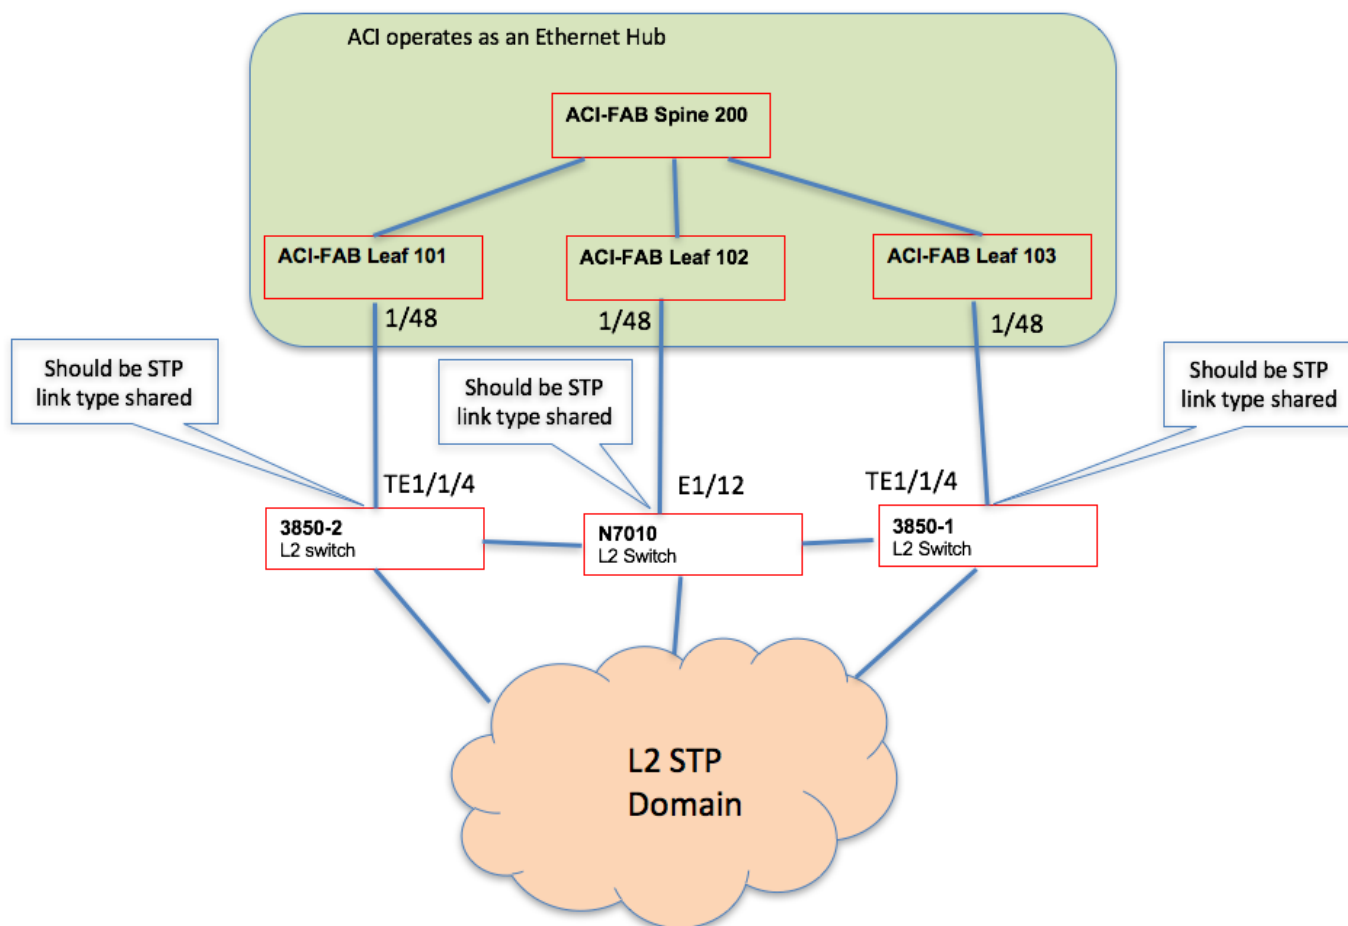 ACI operates as an Ethernet Hub
ACI-FAB Spine 200
ACI-FAB Leaf 101
ACI-FAB Leaf 102
ACI-FAB Leaf 103
1/48
1/48
1/48
Should be STP
link type shared
Should be STP
link type shared
Should be STP
link type shared
TE1/1/4
E1/12
TE1/1/4
3850-2
L2 switch
N7010
L2 Switch
3850-1
L2 Switch
L2 STP
Domain